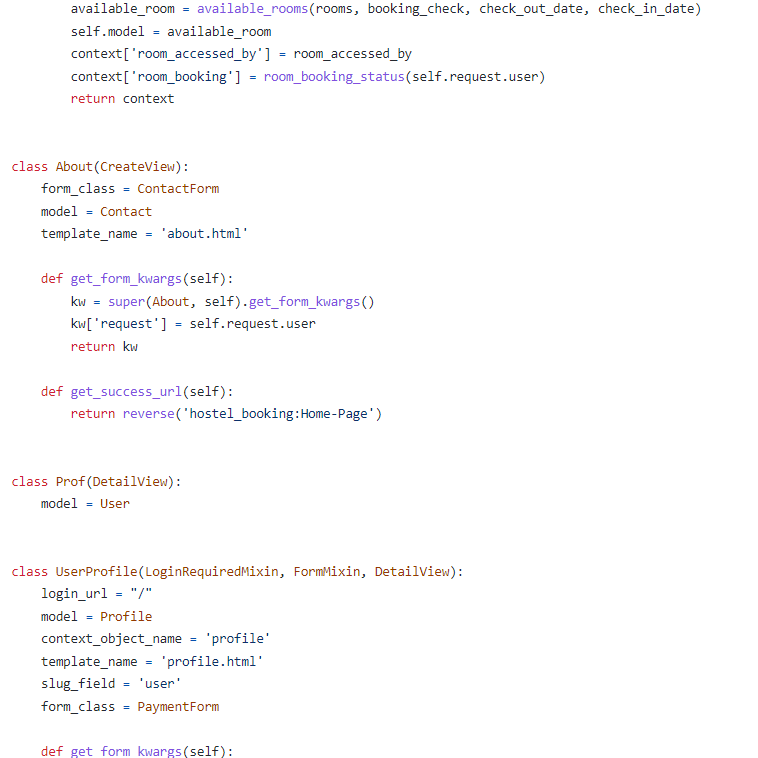 available_room = available_rooms(rooms, booking_check, check_out_date, check_in_date)
self.model = available_room
context['room_accessed_by'] = room_accessed_by
context['room_booking'] = room_booking_status(self.request.user)
return context
class About(CreateView):
form_class = ContactForm
model = Contact
template_name = 'about.html'
def get_form_kwargs(self):
kw = super(About, self).get_form_kwargs()
kw['request'] = self.request.user
return kw
def get_success_url(self):
return reverse('hostel_booking:Home-Page')
class Prof(DetailView):
model = User
class UserProfile(LoginRequiredMixin, FormMixin, DetailView):
login_url = "/"
model = Profile
context_object_name = 'profile'
template_name = 'profile.html'
slug_field = 'user'
form_class = PaymentForm
def get_form_kwargs(self):